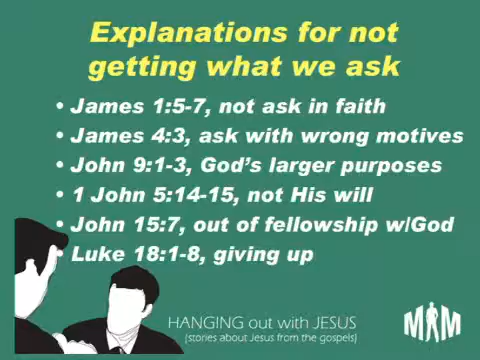 Explanations for not
getting what we ask
• James 1:5-7, not ask in faith
• James 4:3, ask with wrong motives
• John 9:1-3, God's larger purposes
• 1 John 5:14-15, not His will
• John 15:7, out of fellowship w/God
• Luke 18:1-8, giving up
HANGING out with JESUS
(stories about Jesus from the gospels)
MIM